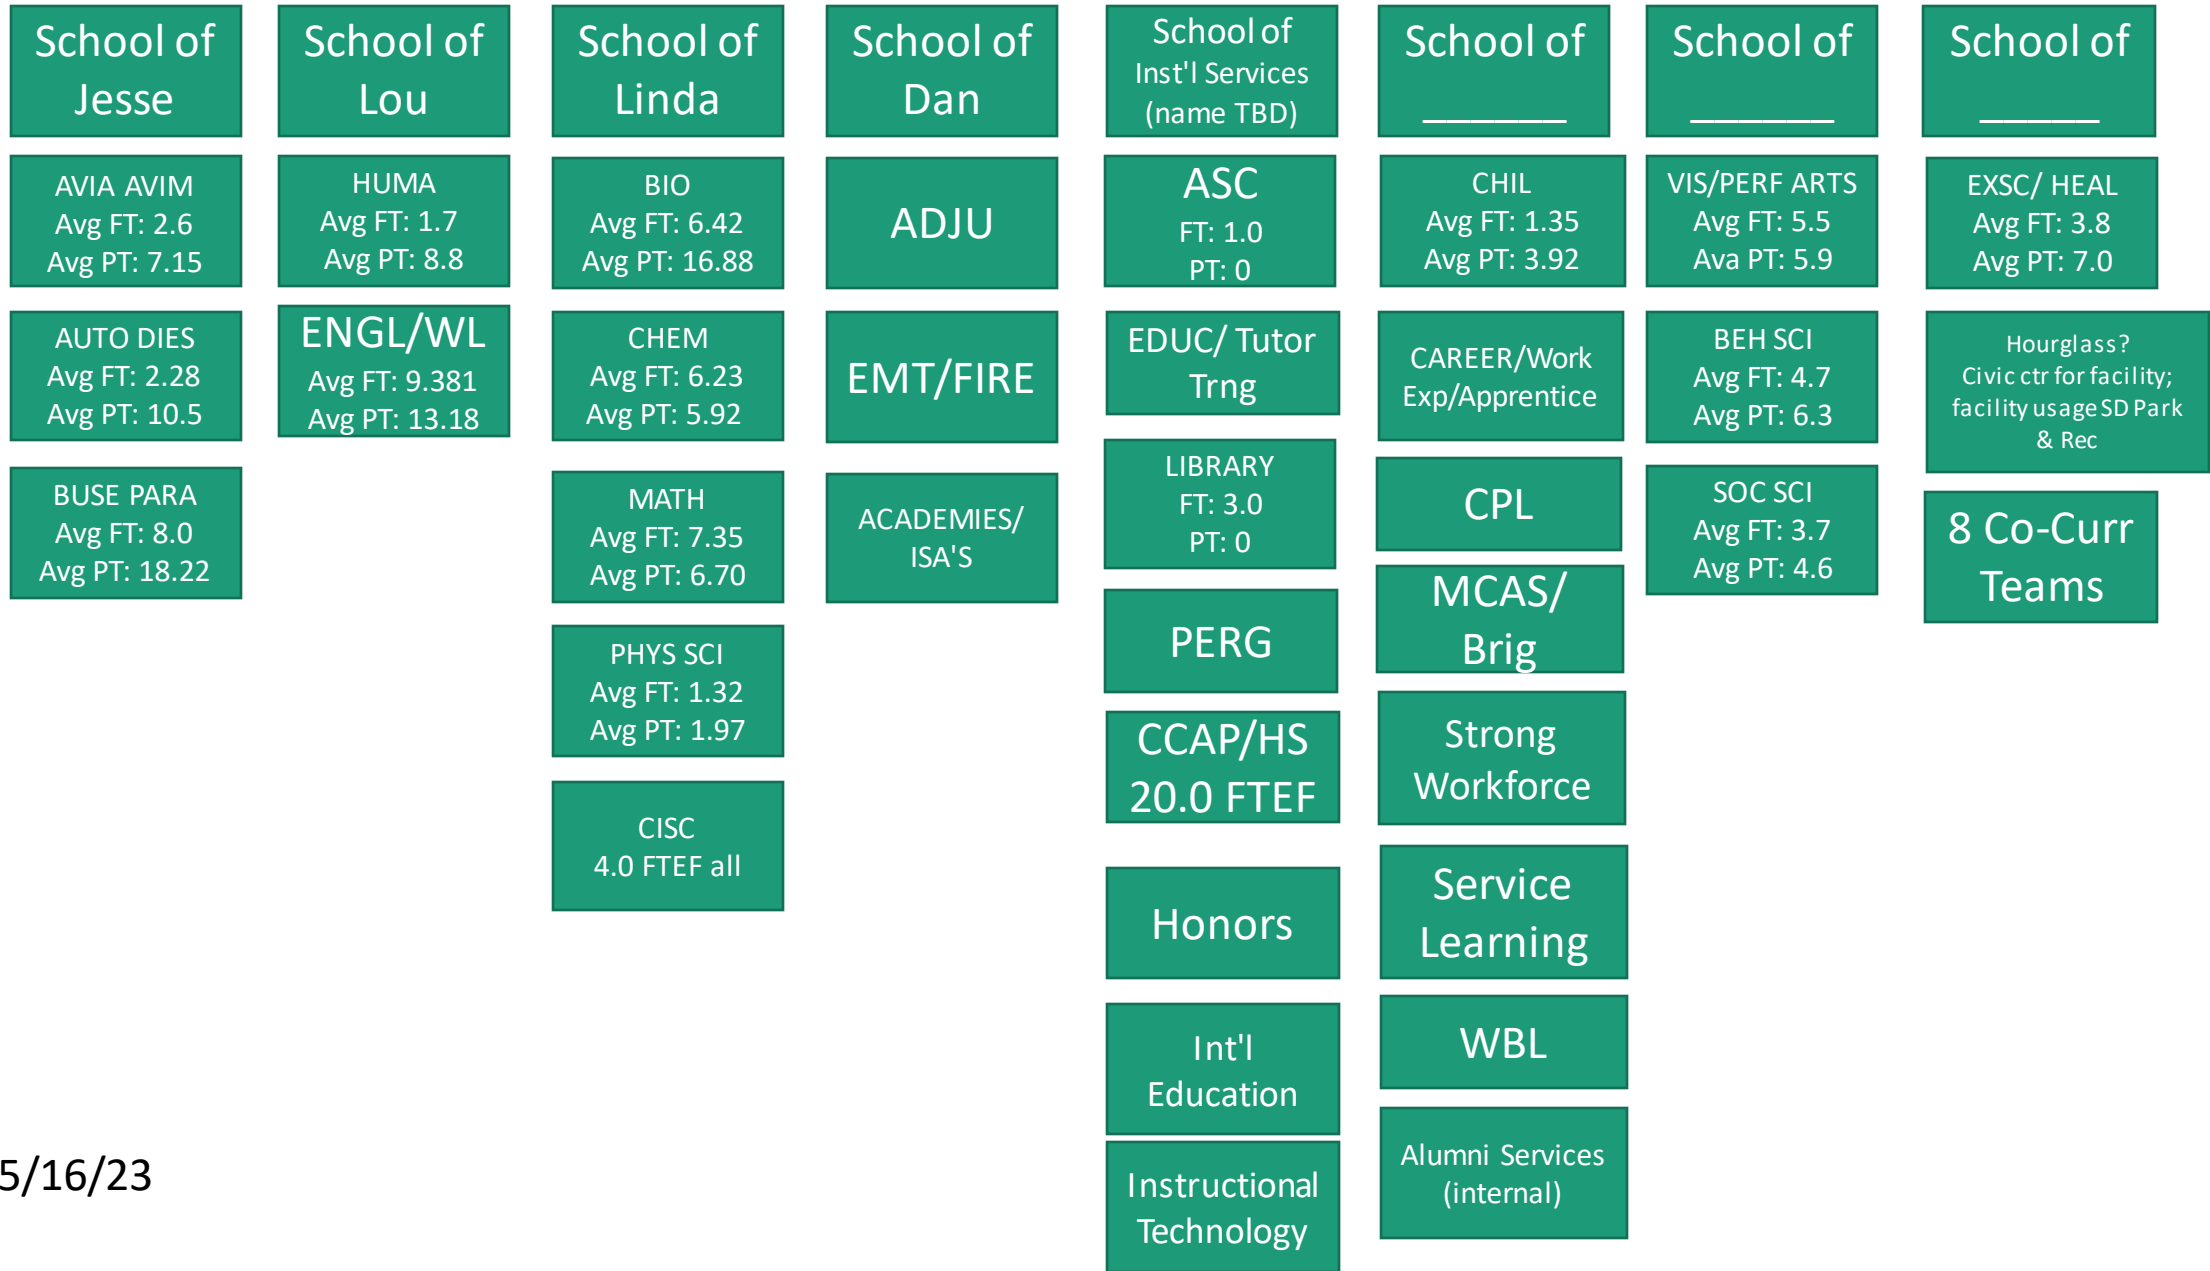 School of
Jesse
AVIA AVIM
Avg FT: 2.6
Avg PT: 7.15
AUTO DIES
Avg FT: 2.28
Avg PT: 10.5
BUSE PARA
Avg FT: 8.0
Avg PT: 18.22
School of
Lou
HUMA
Avg FT: 1.7
Avg PT: 8.8
ENGL/WL
Avg FT: 9.381
Avg PT: 13.18
School of
Linda
BIO
Avg FT: 6.42
Avg PT: 16.88
CHEM
Avg FT: 6.23
Avg PT: 5.92
MATH
Avg FT: 7.35
Avg PT: 6.70
PHYS SCI
Avg FT: 1.32
Avg PT: 1.97
CISC
4.0 FTEF all
School of
Dan
ADJU
EMT/FIRE
ACADEMIES/
ISA'S
School of
Inst'l Services
(name TBD)
ASC
FT: 1.0
PT: 0
EDUC/ Tutor
Trng
LIBRARY
FT: 3.0
PT: 0
PERG
CCAP/HS
20.0 FTEF
Honors
Int'l
Education
Instructional
Technology
School of
______
CHIL
Avg FT: 1.35
Avg PT: 3.92
CAREER/Work
Exp/Apprentice
CPL
MCAS/
Brig
Strong
Workforce
Service
Learning
WBL
Alumni Services
(internal)
School of
______
VIS/PERF ARTS
Avg FT: 5.5
Ava PT: 5.9
BEH SCI
Avg FT: 4.7
Avg PT: 6.3
SOC SCI
Avg FT: 3.7
Avg PT: 4.6
School of
_____
EXSC/ HEAL
Avg FT: 3.8
Avg PT: 7.0
Hourglass?
Civic ctr for facility;
facility usage SD Park
& Rec
8 Co-Curr
Teams
5/16/23